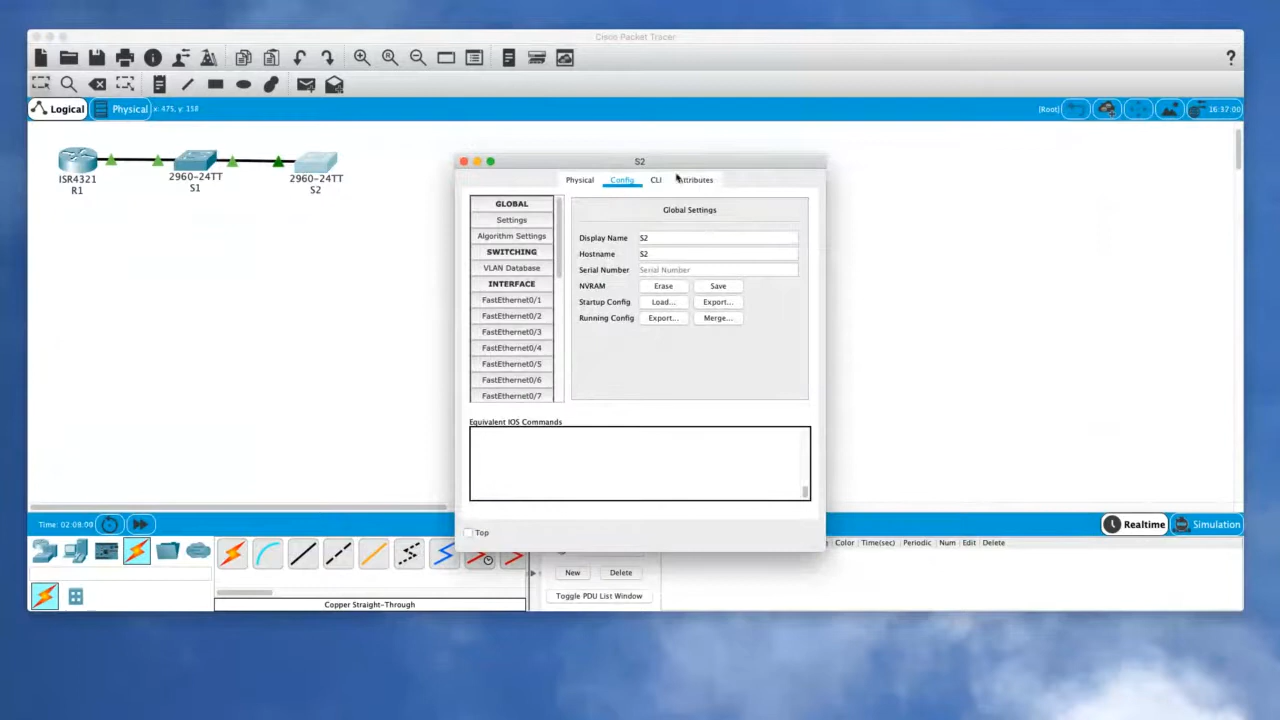 Cisco Packet Tracer
?
Logical
Physical
x: 475, y: 158
[Root]
16:37:00
ISR4321
R1
2960-24TT
S1
2960-24TT
S2
S2
Physical
Config
CLI
Attributes
GLOBAL
Settings
Algorithm Settings
SWITCHING
VLAN Database
INTERFACE
FastEthernet0/1
FastEthernet0/2
FastEthernet0/3
FastEthernet0/4
FastEthernet0/5
FastEthernet0/6
FastEthernet0/7
Global Settings
Display Name S2
Hostname S2
Serial Number Serial Number
NVRAM Erase Save
Startup Config Load... Export...
Running Config Export... Merge...
Equivalent IOS Commands
Top
Time: 02:08:00
Realtime
Simulation
Color Time(sec) Periodic Num Edit Delete
New Delete
Toggle PDU List Window
Copper Straight-Through